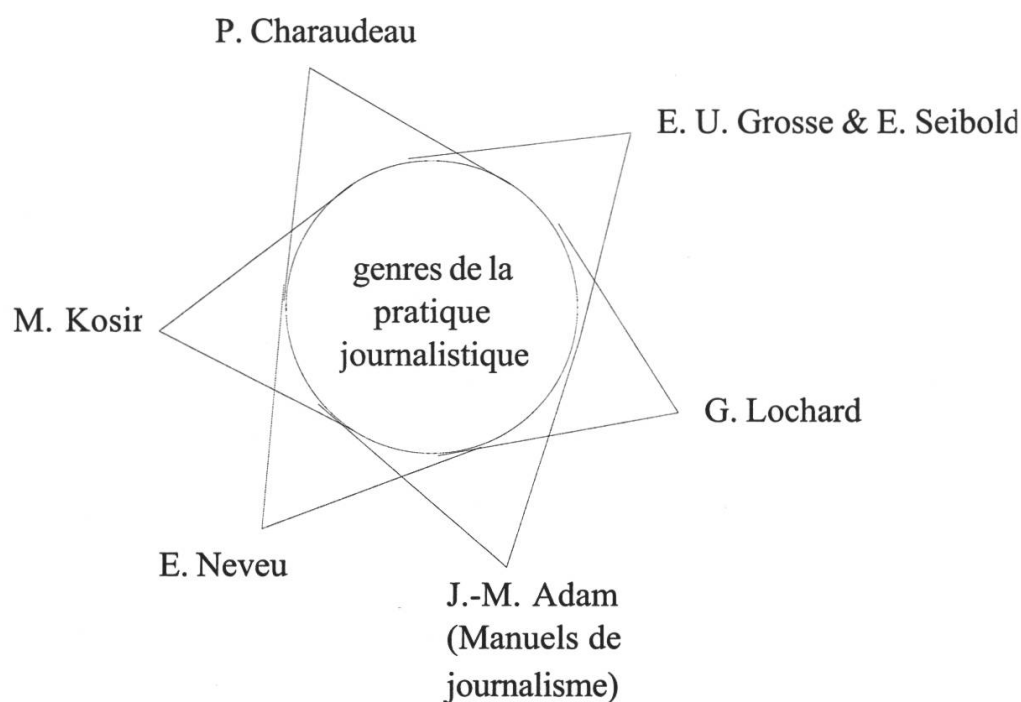 P. Charaudeau
E. U. Grosse & E. Seibold
genres de la
pratique
journalistique
M. Kosir
G. Lochard
E. Neveu
J.-M. Adam
(Manuels de
journalisme)